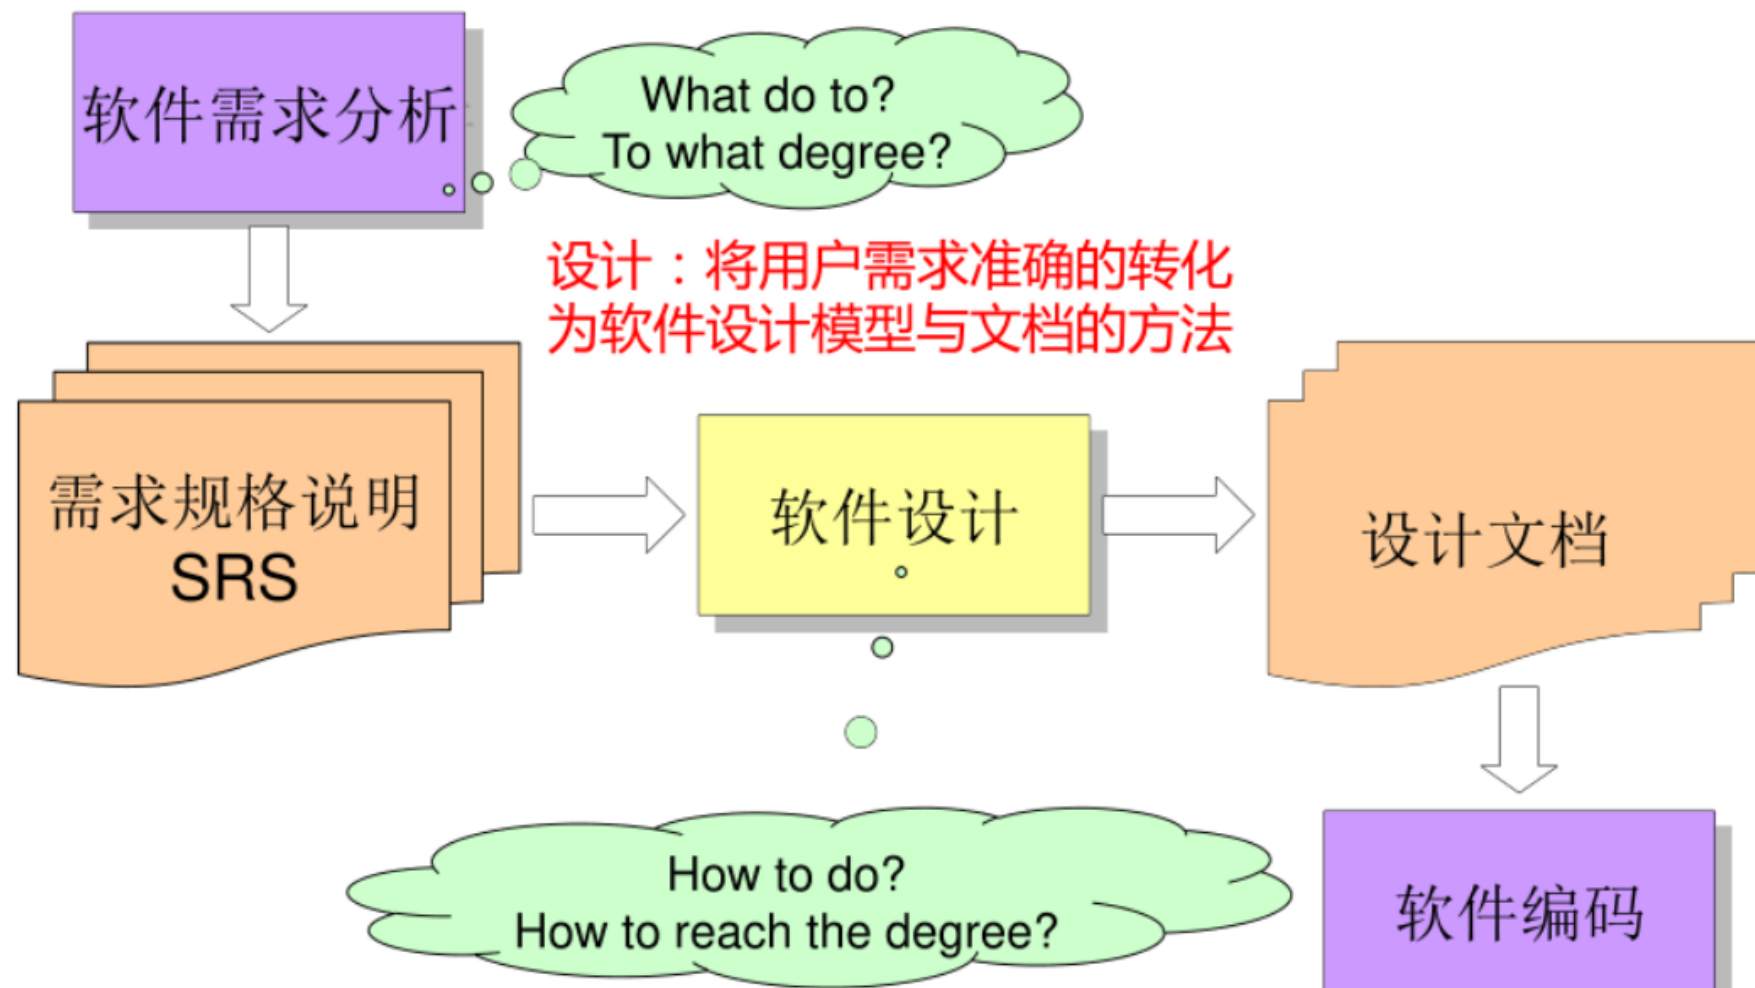 软件需求分析
What do to?
To what degree?
设计：将用户需求准确的转化
为软件设计模型与文档的方法
需求规格说明
SRS
软件设计
设计文档
How to do?
How to reach the degree?
软件编码